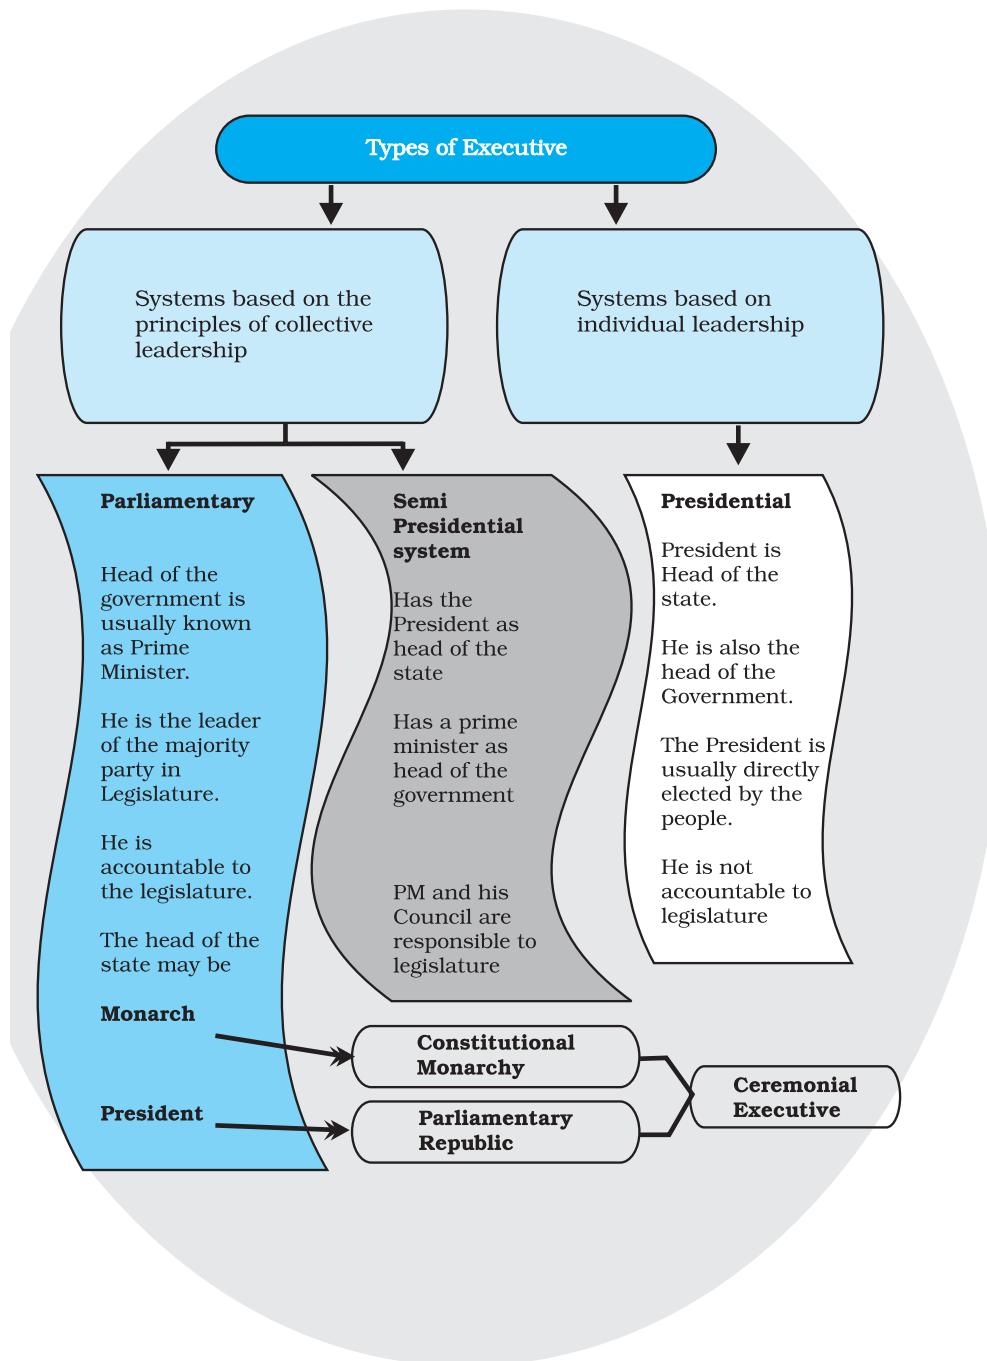 Types of Executive
Systems based on the
principles of collective
leadership
Systems based on
individual leadership
Parliamentary
Head of the
government is
usually known
as Prime
Minister.
He is the leader
of the majority
party in
Legislature.
He is
accountable to
the legislature.
The head of the
state may be
Monarch
President
Semi
Presidential
system
Has the
President as
head of the
state
Has a prime
minister as
head of the
government
PM and his
Council are
responsible to
legislature
Presidential
President is
Head of the
state.
He is also the
head of the
Government.
The President is
usually directly
elected by the
people.
He is not
accountable to
legislature
Constitutional
Monarchy
Parliamentary
Republic
Ceremonial
Executive